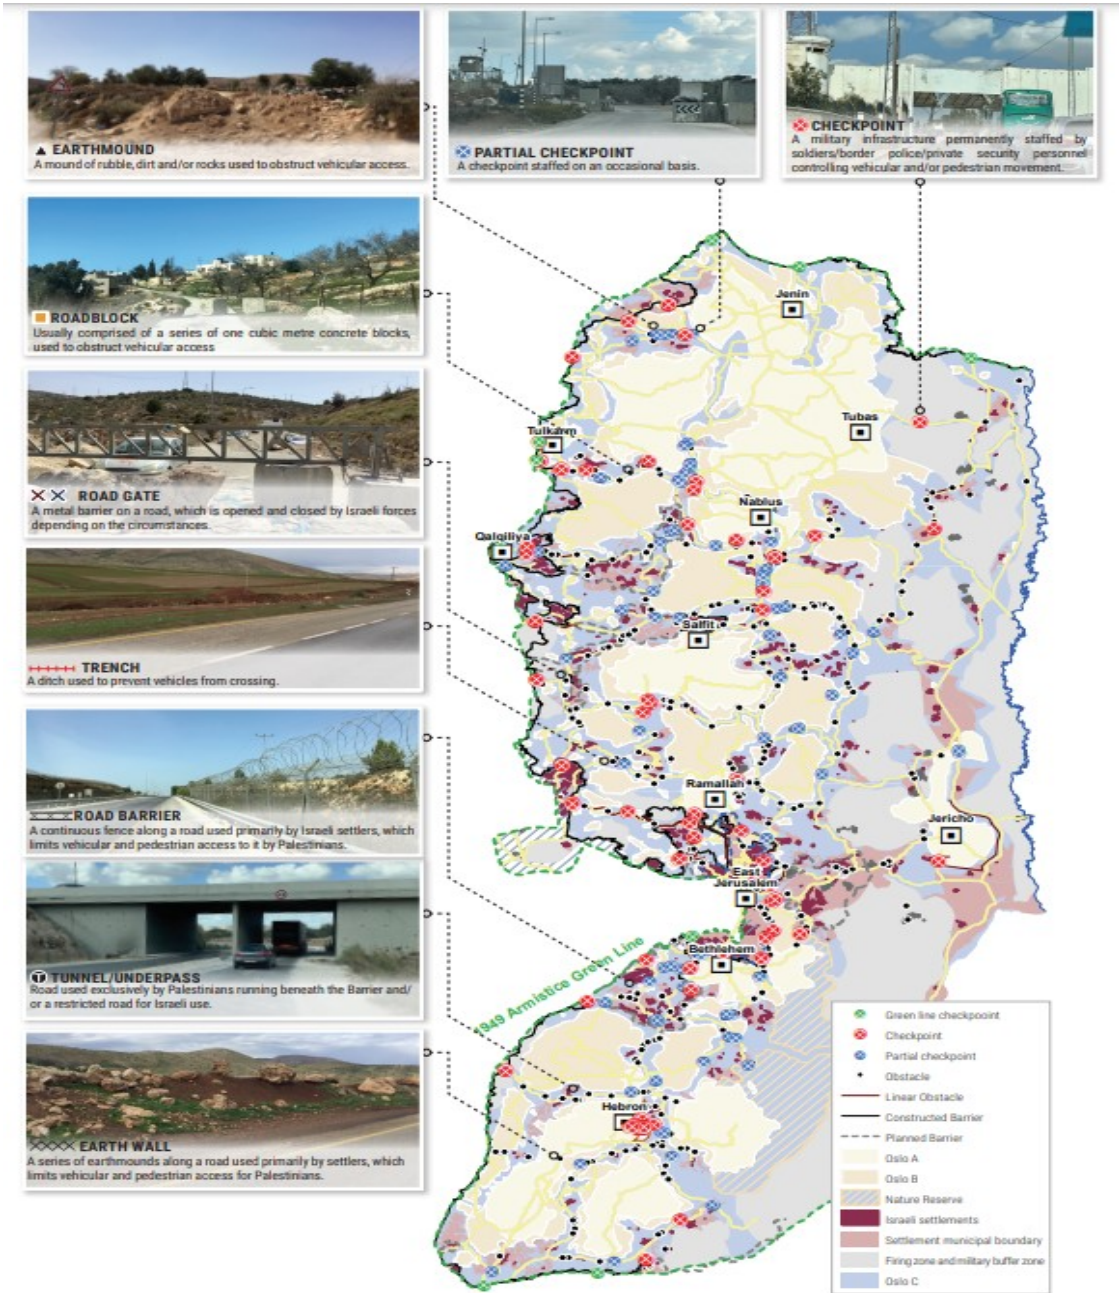 EARTHMOUND
A mound of rubble, dirt and/or rocks used to obstruct vehicular access.
PARTIAL CHECKPOINT
A checkpoint staffed on an occasional basis.
CHECKPOINT
A military infrastructure permanently staffed by
soldiers/border police/private security personnel
controlling vehicular and/or pedestrian movement.
ROADBLOCK
Usually comprised of a series of one cubic metre concrete blocks,
used to obstruct vehicular access
ROAD GATE
A metal barrier on a road, which is opened and closed by Israeli forces
depending on the circumstances.
TRENCH
A ditch used to prevent vehicles from crossing.
ROAD BARRIER
A continuous fence along a road used primarily by Israeli settlers, which
limits vehicular and pedestrian access to it by Palestinians.
TUNNEL/UNDERPASS
Road used exclusively by Palestinians running beneath the Barrier and/
or a restricted road for Israeli use.
EARTH WALL
A series of earthmounds along a road used primarily by settlers, which
limits vehicular and pedestrian access for Palestinians.
Jenin
Tubas
Tulkarm
Nablus
Qalqiliya
Salfit
Ramallah
Jericho
East
Jerusalem
Bethlehem
1949 Armistice Green Line
Hebron
Green line checkpooint
Checkpoint
Partial checkpoint
Obstacle
Linear Obstacle
Constructed Barrier
Planned Barrier
Oslo A
Oslo B
Nature Reserve
Israeli settlements
Settlement municipal boundary
Firing zone and military buffer zone
Oslo C